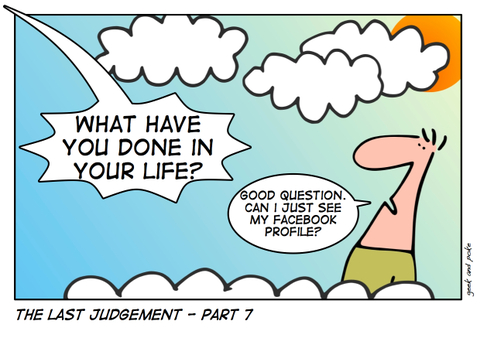 WHAT HAVE
YOU DONE IN
YOUR LIFE?
GOOD QUESTION.
CAN I JUST SEE
MY FACEBOOK
PROFILE?
geek and poke
THE LAST JUDGEMENT - PART 7